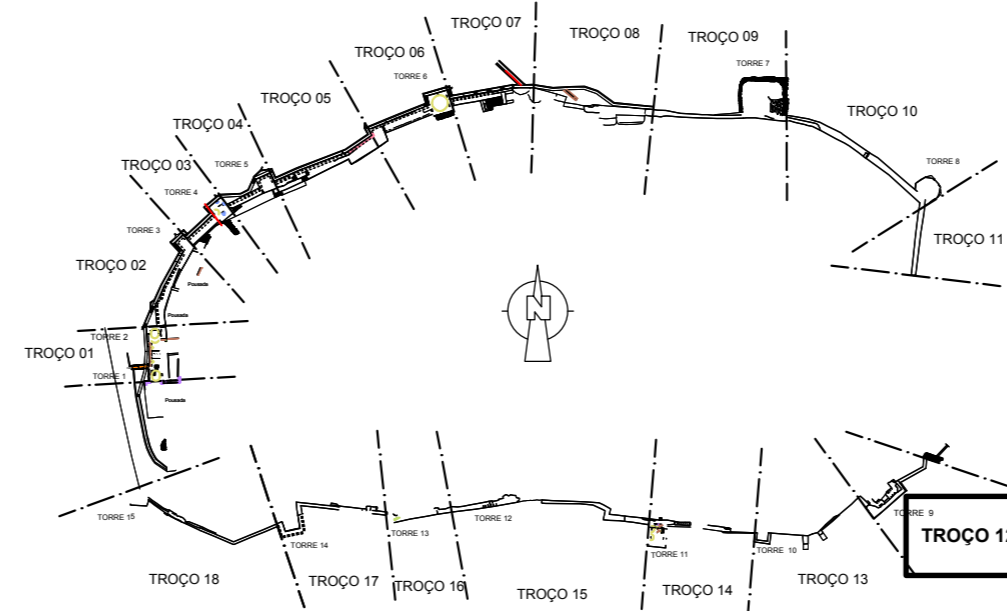 TROÇO 07
TROÇO 08
TROÇO 09
TROÇO 06
TORRE 7
TORRE 6
TROÇO 05
TROÇO 10
TROÇO 04
TROÇO 03
TORRE 5
TORRE 8
TORRE 4
TORRE 3
TROÇO 11
TROÇO 02
Pousada
N
Pousada
TORRE 2
TROÇO 01
TORRE 1
Pousada
TORRE 15
TORRE 14
TORRE 13
TORRE 12
TORRE 11
TORRE 10
TORRE 9
TROÇO
TROÇO 18
TROÇO 17
TROÇO 16
TROÇO 15
TROÇO 14
TROÇO 13